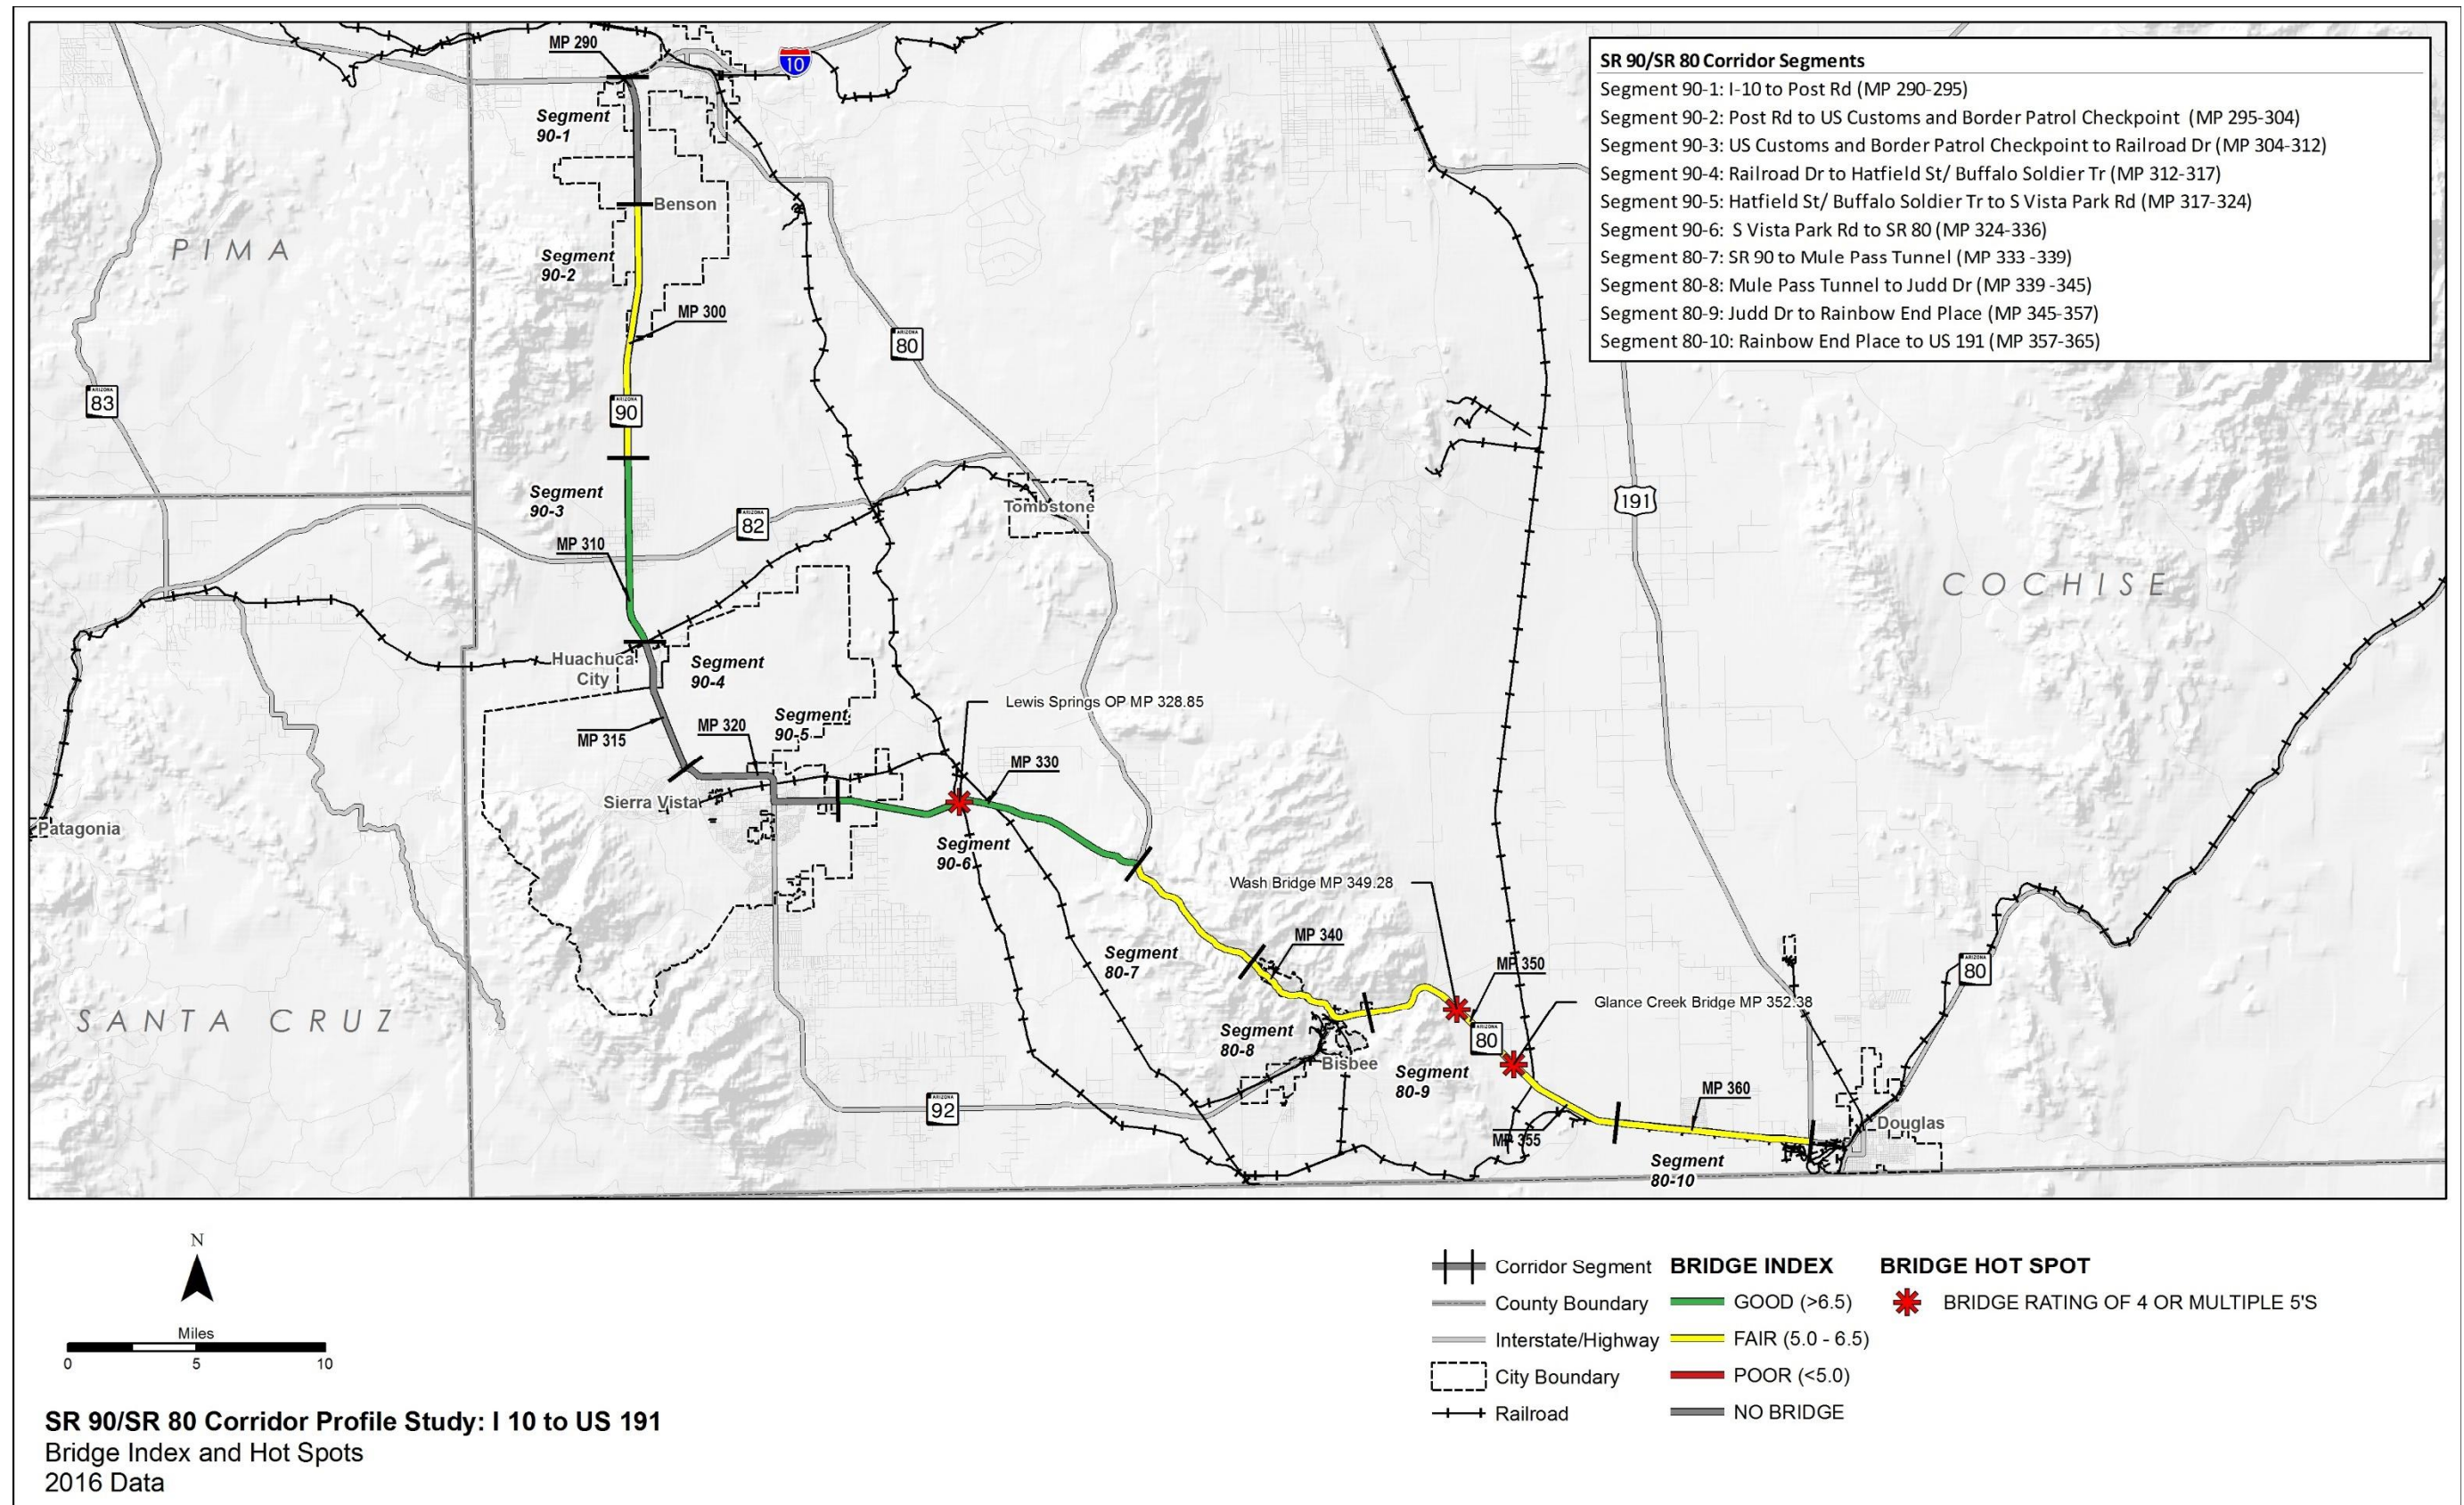 MP 290
10
SR 90/SR 80 Corridor Segments
Segment 90-1: I-10 to Post Rd (MP 290-295)
Segment 90-2: Post Rd to US Customs and Border Patrol Checkpoint (MP 295-304)
Segment 90-3: US Customs and Border Patrol Checkpoint to Railroad Dr (MP 304-312)
Segment 90-4: Railroad Dr to Hatfield St/ Buffalo Soldier Tr (MP 312-317)
Segment 90-5: Hatfield St/ Buffalo Soldier Tr to S Vista Park Rd (MP 317-324)
Segment 90-6: S Vista Park Rd to SR 80 (MP 324-336)
Segment 80-7: SR 90 to Mule Pass Tunnel (MP 333 -339)
Segment 80-8: Mule Pass Tunnel to Judd Dr (MP 339 -345)
Segment 80-9: Judd Dr to Rainbow End Place (MP 345-357)
Segment 80-10: Rainbow End Place to US 191 (MP 357-365)
Segment
90-1
Benson
PIMA
Segment
90-2
MP 300
ARIZONA
80
ARIZONA
83
ARIZONA
90
Segment
90-3
ARIZONA
82
Tombstone
191
MP 310
COCHISE
Huachuca
City
Segment
90-4
Lewis Springs OP MP 328.85
Segment
90-5
MP 320
MP 315
MP 330
Sierra Vista
Patagonia
Segment
90-6
Wash Bridge MP 349.28
MP 340
Segment
80-7
MP 350
ARIZONA
80
Glance Creek Bridge MP 352.38
SANTA CRUZ
Segment
80-8
ARIZONA
80
Bisbee
Segment
80-9
MP 360
ARIZONA
92
Douglas
MP 355
Segment
80-10
N
Miles
0 5 10
Corridor Segment
County Boundary
Interstate/Highway
City Boundary
Railroad
BRIDGE INDEX
GOOD (>6.5)
FAIR (5.0 - 6.5)
POOR (<5.0)
NO BRIDGE
BRIDGE HOT SPOT
BRIDGE RATING OF 4 OR MULTIPLE 5'S
SR 90/SR 80 Corridor Profile Study: I 10 to US 191
Bridge Index and Hot Spots
2016 Data